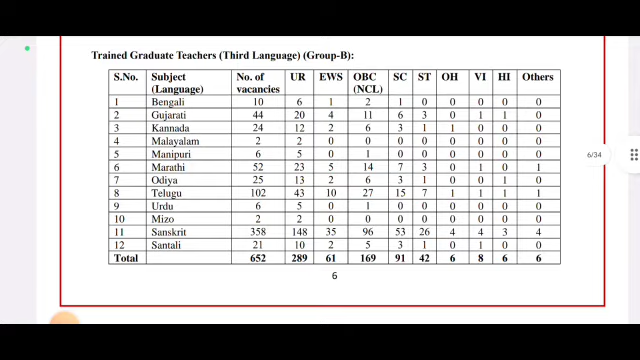 Trained Graduate Teachers (Third Language) (Group-B):
S.No. Subject (Language) No. of vacancies UR EWS OBC (NCL) SC ST OH VI HI Others
1 Bengali 10 6 1 2 1 0 0 0 0 0
2 Gujarati 44 20 4 11 6 3 0 1 1 0
3 Kannada 24 12 2 6 3 1 1 0 0 0
4 Malayalam 2 2 0 0 0 0 0 0 0 0
5 Manipuri 6 5 0 1 0 0 0 0 0 0
6 Marathi 52 23 5 14 7 3 0 1 0 1
7 Odiya 25 13 2 6 3 1 0 0 1 0
8 Telugu 102 43 10 27 15 7 1 1 1 1
9 Urdu 6 5 0 1 0 0 0 0 0 0
10 Mizo 2 2 0 0 0 0 0 0 0 0
11 Sanskrit 358 148 35 96 53 26 4 4 3 4
12 Santali 21 10 2 5 3 1 0 1 0 0
Total 652 289 61 169 91 42 6 8 6 6
6
6/34